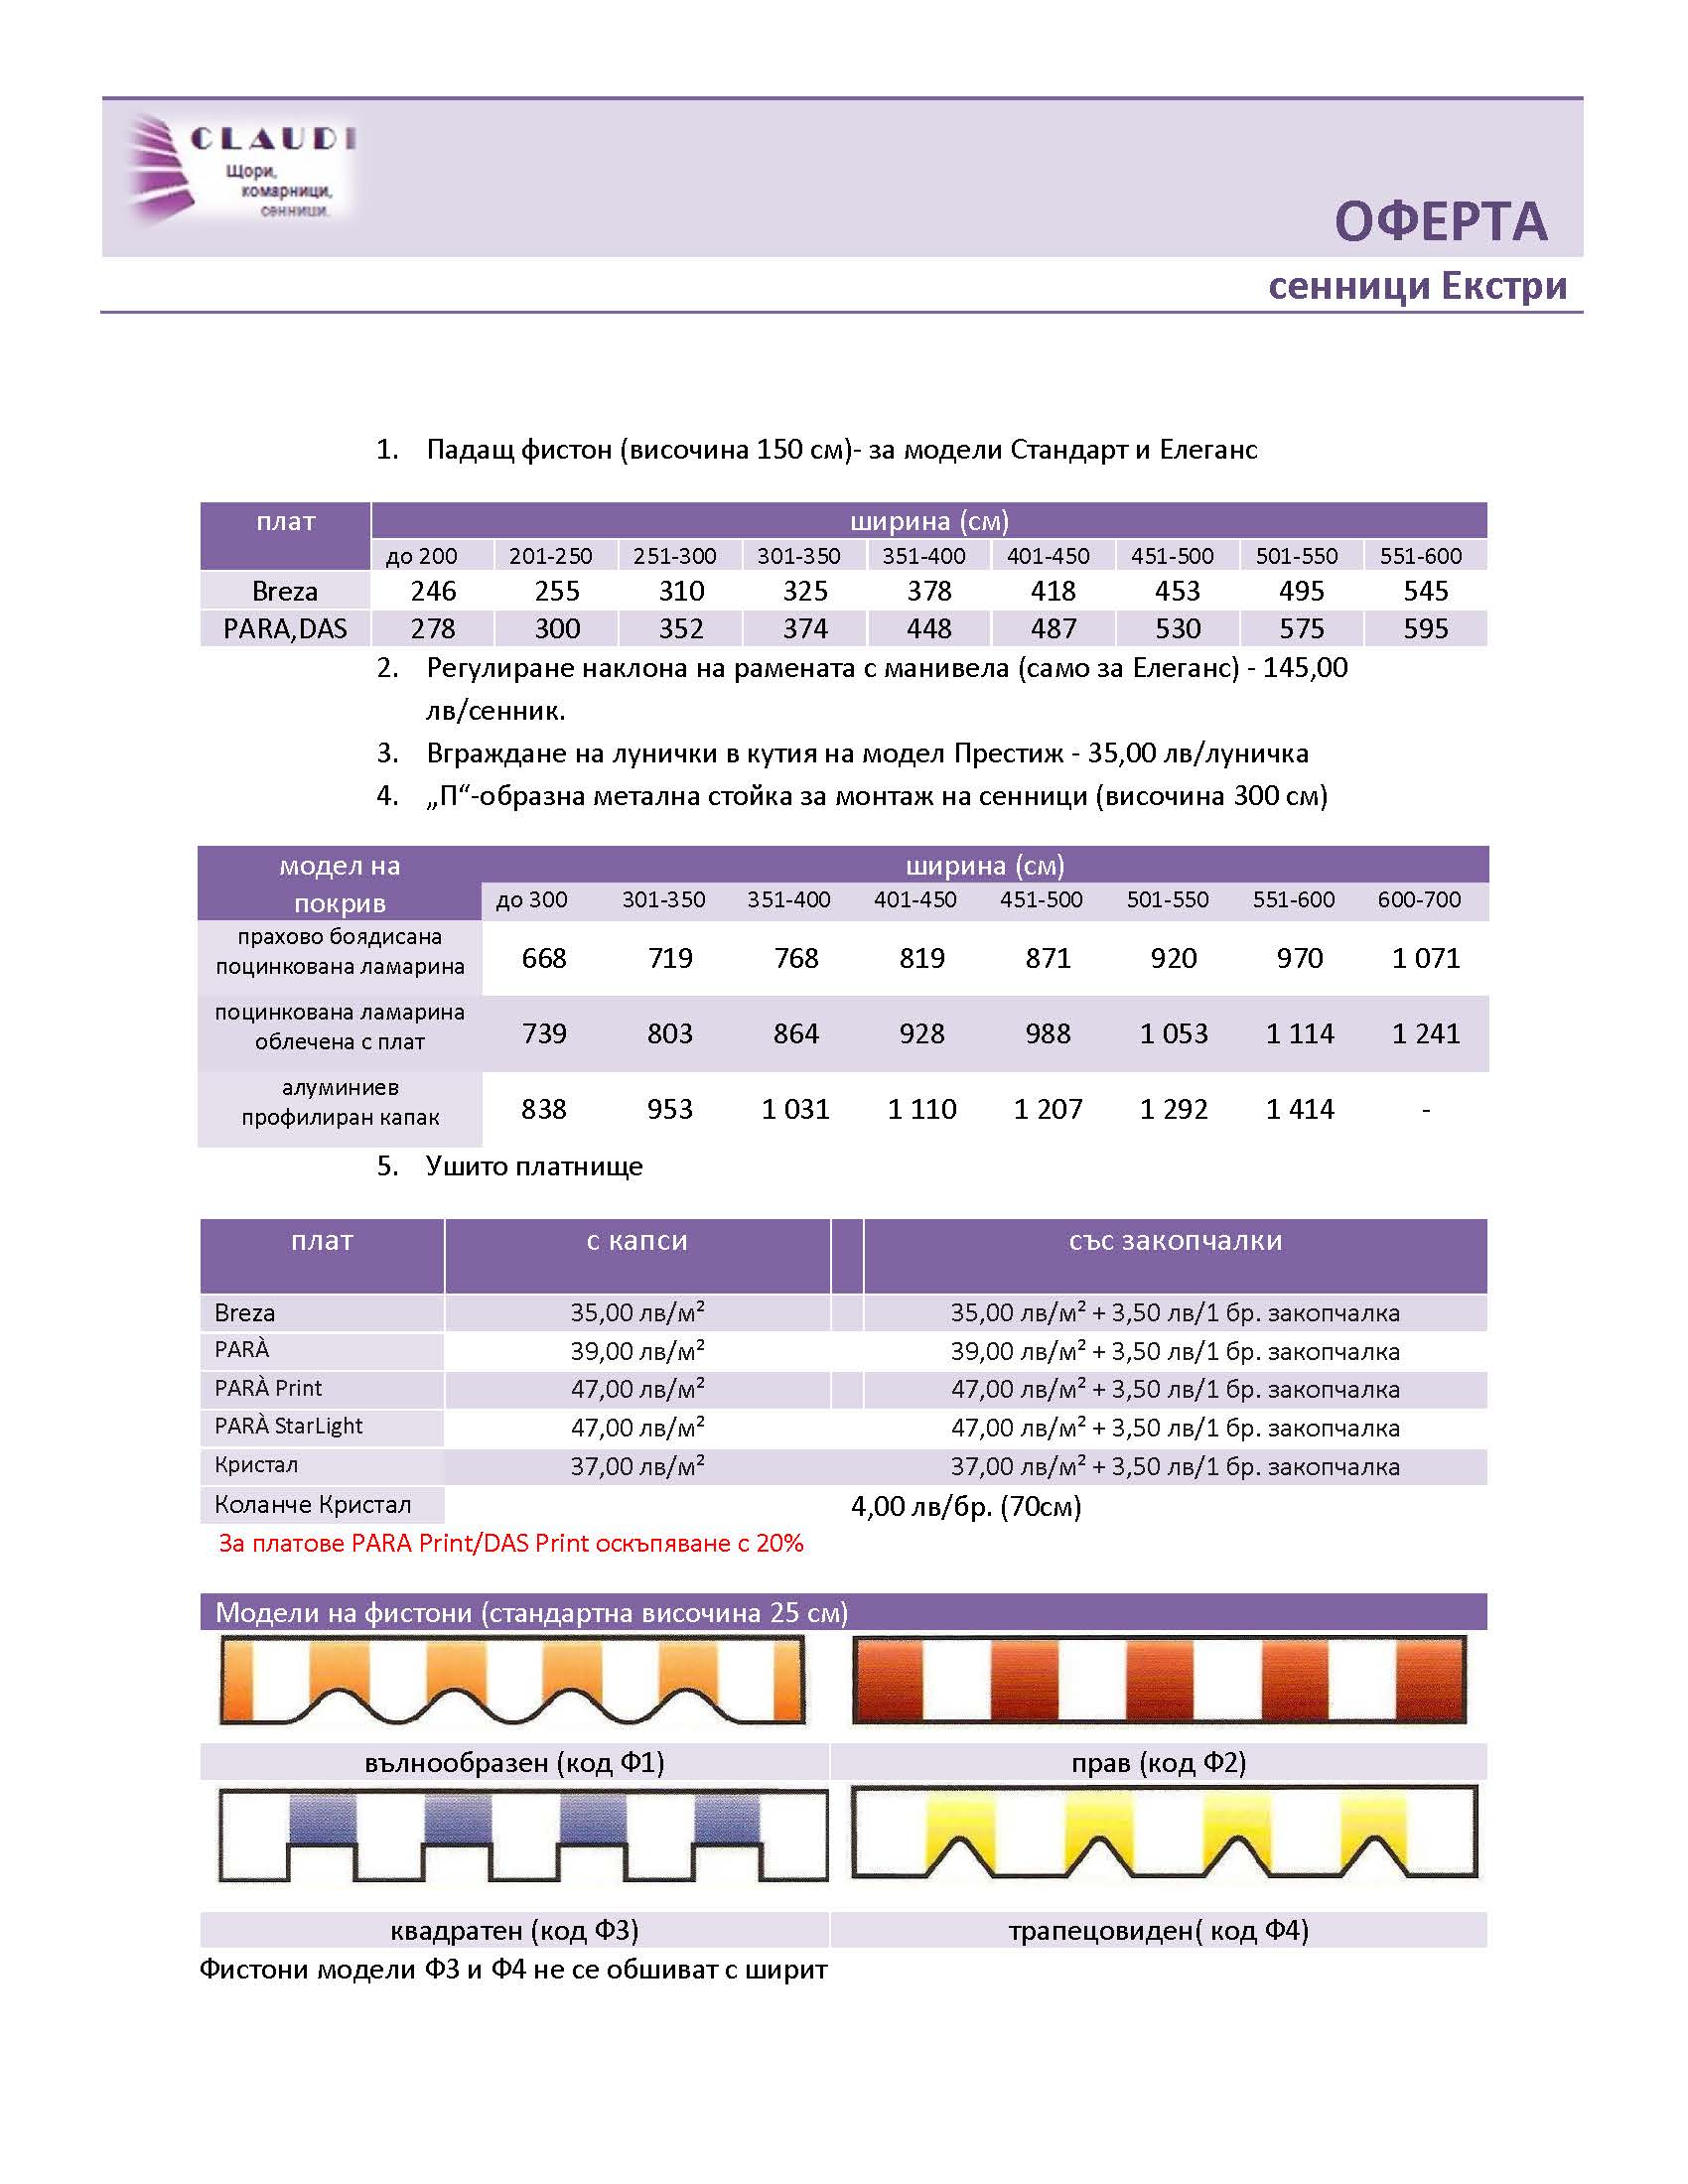 CLAUDI
Щори,
комарници,
сенници.
ОФЕРТА
сенници Екстри
1. Падащ фистон (височина 150 см)- за модели Стандарт и Елеганс
плат ширина (см)
до 200 201-250 251-300 301-350 351-400 401-450 451-500 501-550 551-600
Breza 246 255 310 325 378 418 453 495 545
PARA,DAS 278 300 352 374 448 487 530 575 595
2. Регулиране наклона на рамената с манивела (само за Елеганс) - 145,00
лв/сенник.
3. Вграждане на лунички в кутия на модел Престиж - 35,00 лв/луничка
4. „П“-образна метална стойка за монтаж на сенници (височина 300 см)
модел на ширина (см)
покрив до 300 301-350 351-400 401-450 451-500 501-550 551-600 600-700
прахово боядисана
поцинкована ламарина 668 719 768 819 871 920 970 1 071
поцинкована ламарина
облечена с плат 739 803 864 928 988 1 053 1 114 1 241
алуминиев
профилиран капак 838 953 1 031 1 110 1 207 1 292 1 414 -
5. Ушито платнище
плат с капси със закопчалки
Breza 35,00 лв/м² 35,00 лв/м² + 3,50 лв/1 бр. закопчалка
PARÀ 39,00 лв/м² 39,00 лв/м² + 3,50 лв/1 бр. закопчалка
PARÀ Print 47,00 лв/м² 47,00 лв/м² + 3,50 лв/1 бр. закопчалка
PARÀ StarLight 47,00 лв/м² 47,00 лв/м² + 3,50 лв/1 бр. закопчалка
Кристал 37,00 лв/м² 37,00 лв/м² + 3,50 лв/1 бр. закопчалка
Коланче Кристал 4,00 лв/бр. (70см)
За платове PARA Print/DAS Print оскъпяване с 20%
Модели на фистони (стандартна височина 25 см)
вълнообразен (код Ф1) прав (код Ф2)
квадратен (код Ф3) трапецовиден( код Ф4)
Фистони модели Ф3 и Ф4 не се обшиват с ширит